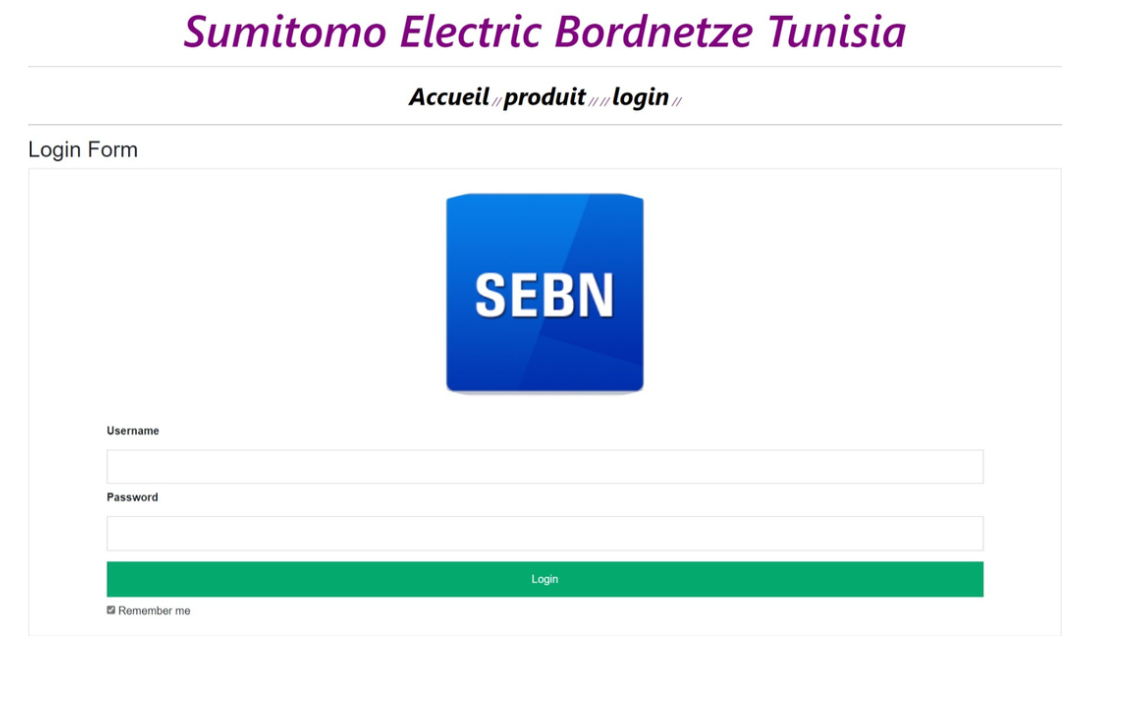 Sumitomo Electric Bordnetze Tunisia
Accueil // produit // // login //
Login Form
SEBN
Username
Password
Login
Remember me